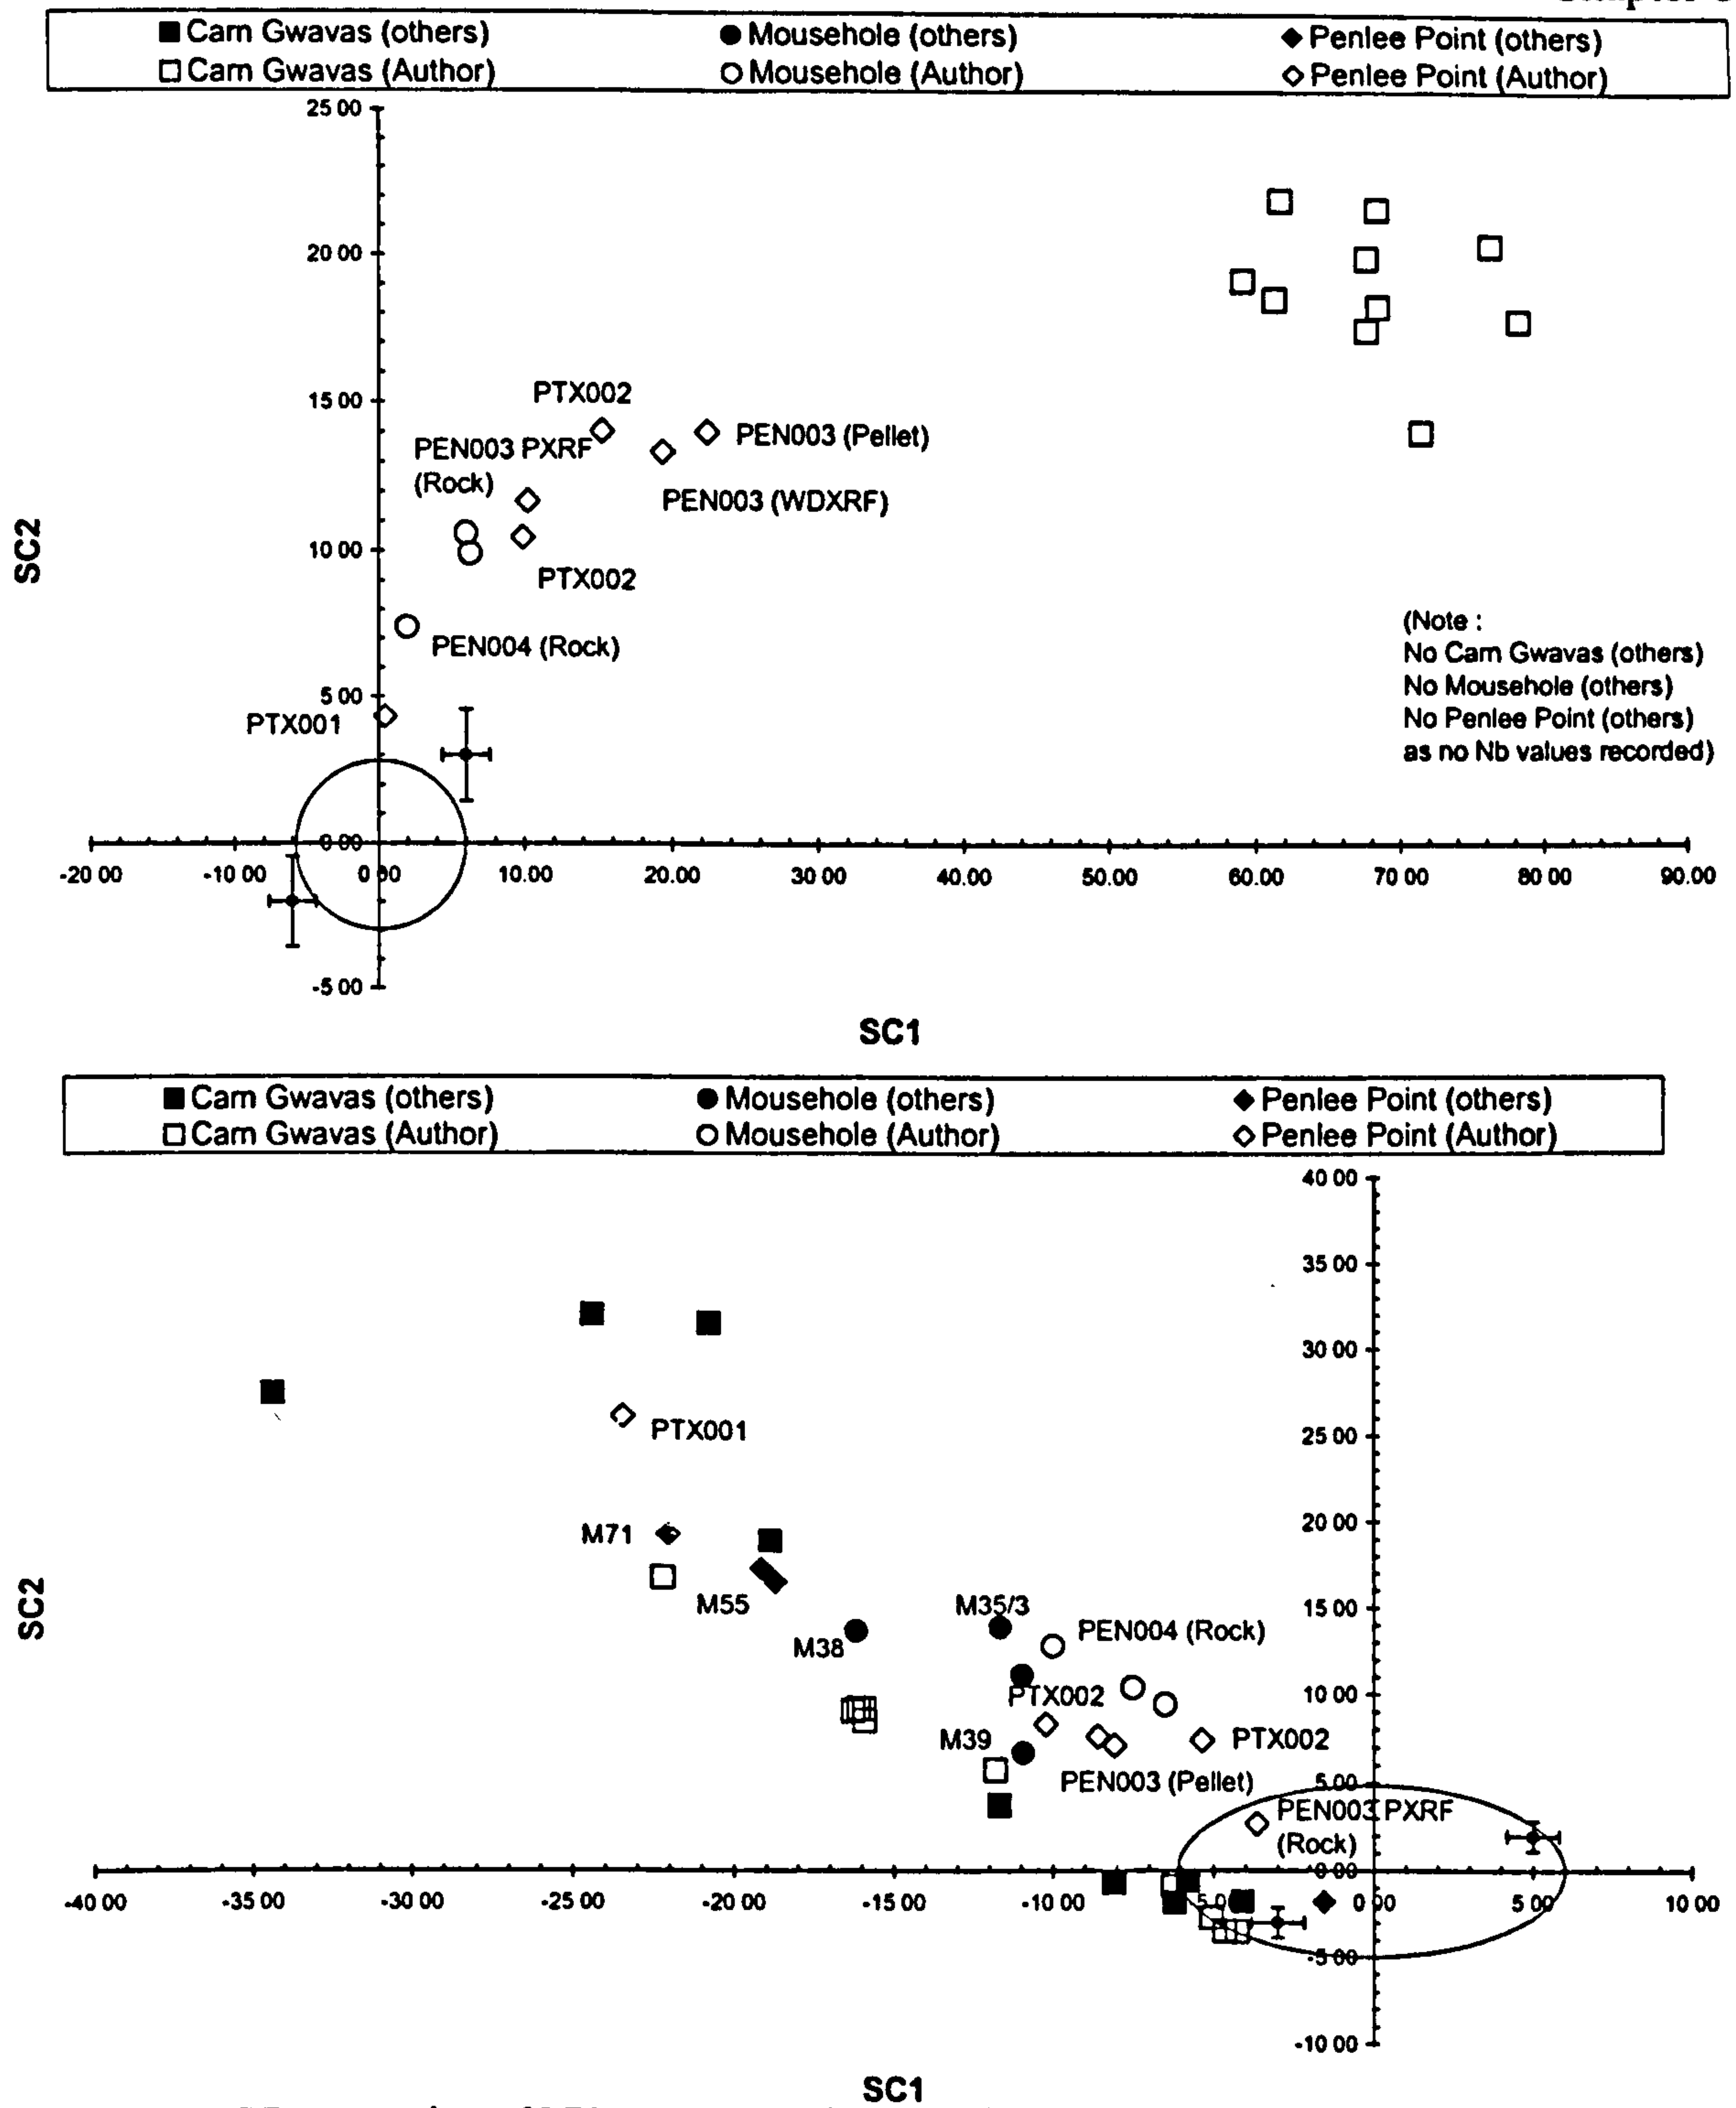 ■ Carn Gwavas (others) ● Mousehole (others) ◆ Penlee Point (others)
□ Carn Gwavas (Author) ○ Mousehole (Author) ◇ Penlee Point (Author)
25 00
20 00
15 00
10 00
5 00
0 00
-5 00
SC2
PTX002
PEN003 PXRF
(Rock)
PEN003 (Pellet)
PEN003 (WDXRF)
PTX002
PEN004 (Rock)
PTX001
(Note :
No Carn Gwavas (others)
No Mousehole (others)
No Penlee Point (others)
as no Nb values recorded)
-20 00 -10 00 0 00 10.00 20.00 30 00 40.00 50.00 60.00 70 00 80 00 90.00
SC1
■ Carn Gwavas (others) ● Mousehole (others) ◆ Penlee Point (others)
□ Carn Gwavas (Author) ○ Mousehole (Author) ◇ Penlee Point (Author)
40 00
35 00
30 00
25 00
20 00
15 00
10 00
5 00
0 00
-5 00
-10 00
SC2
PTX001
M71
M55
M38
M35/3
PEN004 (Rock)
PTX002
M39
PTX002
PEN003 (Pellet)
PEN003 PXRF
(Rock)
-40 00 -35 00 -30 00 -25 00 -20 00 -15 00 -10 00 5 00 0 00 5 00 10 00
SC1